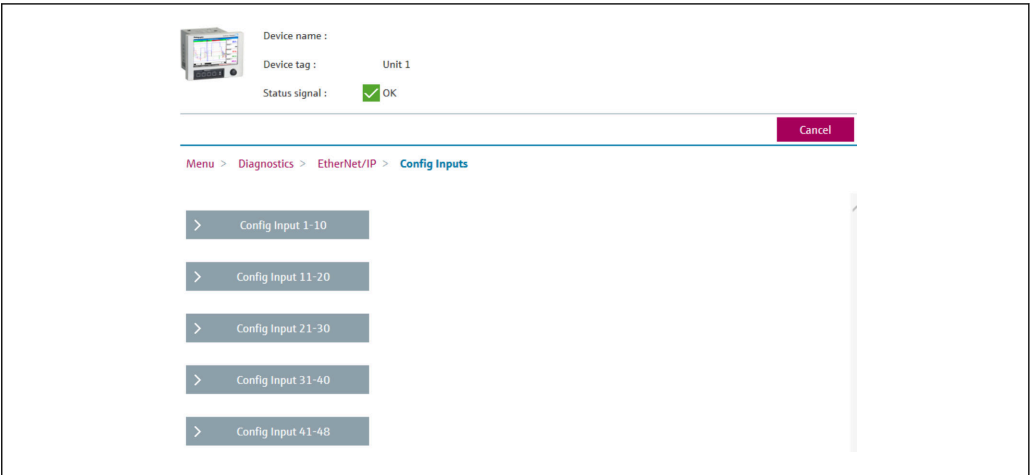 Device name :
Device tag : Unit 1
Status signal : OK
Cancel
Menu > Diagnostics > EtherNet/IP > Config Inputs
> Config Input 1-10
> Config Input 11-20
> Config Input 21-30
> Config Input 31-40
> Config Input 41-48